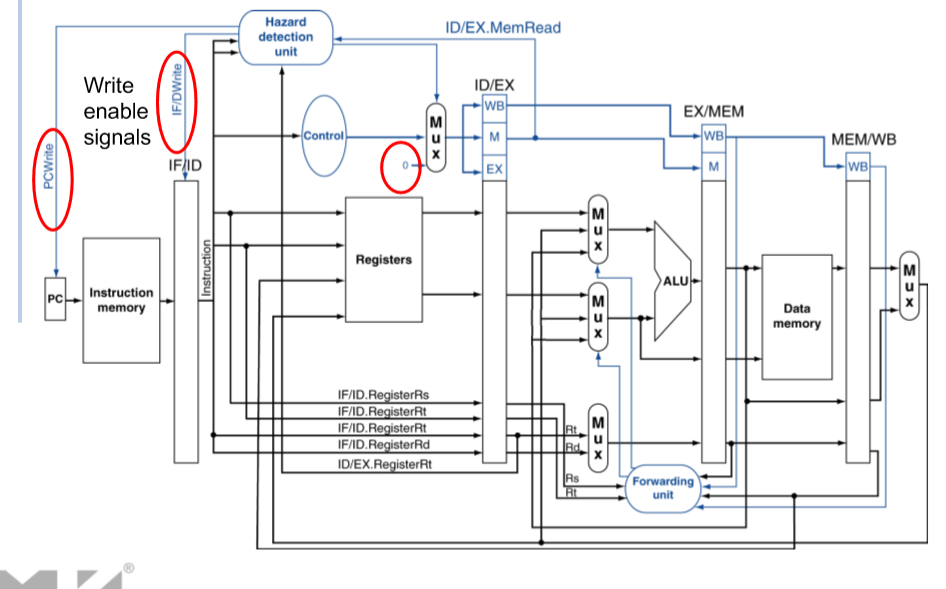 Hazard
detection
unit
ID/EX.MemRead
Write
enable
signals
IF/DWrite
PCWrite
IF/ID
Control
0
M
u
x
ID/EX
WB
M
EX
EX/MEM
WB
M
MEM/WB
WB
PC
Instruction
memory
Instruction
Registers
M
u
x
M
u
x
ALU
Data
memory
M
u
x
IF/ID.RegisterRs
IF/ID.RegisterRt
IF/ID.RegisterRt
IF/ID.RegisterRd
ID/EX.RegisterRt
Rt
Rd
M
u
x
Rs
Rt
Forwarding
unit
®